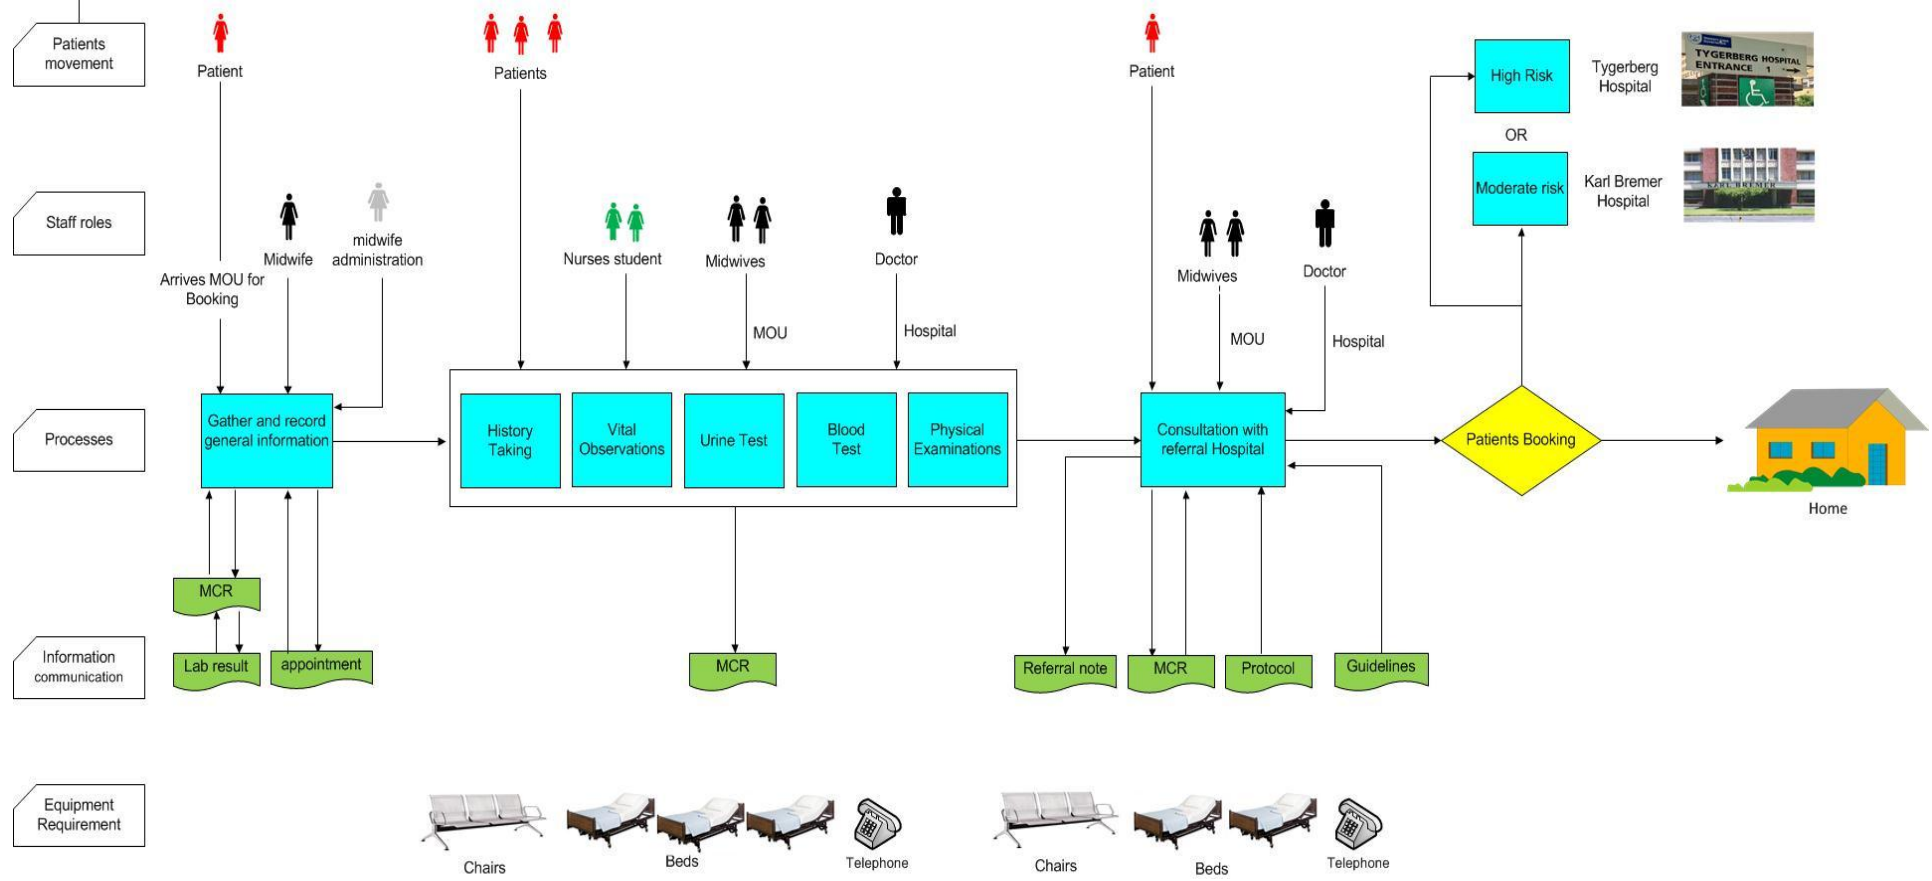 Patients
movement
Patient
Patients
Patient
High Risk
Tygerberg
Hospital
TYGERBERG HOSPITAL
ENTRANCE 1
OR
Moderate risk
Karl Bremer
Hospital
KARL BREMER
Staff roles
Midwife
midwife
administration
Nurses student
Midwives
Doctor
Midwives
Doctor
Arrives MOU for
Booking
MOU
Hospital
MOU
Hospital
Processes
Gather and record
general information
History
Taking
Vital
Observations
Urine Test
Blood
Test
Physical
Examinations
Consultation with
referral Hospital
Patients Booking
Home
MCR
Information
communication
Lab result
appointment
MCR
Referral note
MCR
Protocol
Guidelines
Equipment
Requirement
Chairs
Beds
Telephone
Chairs
Beds
Telephone